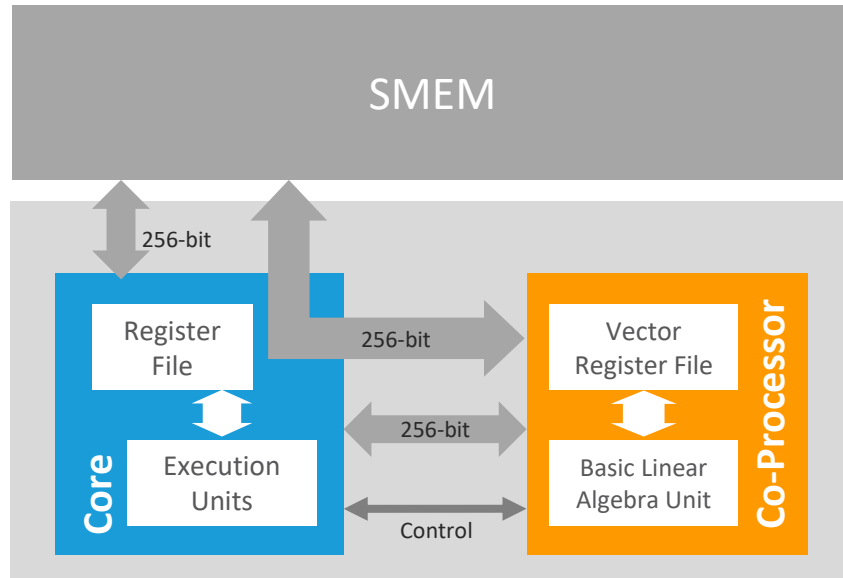 SMEM
256-bit
256-bit
256-bit
Control
Core
Register
File
Execution
Units
Co-Processor
Vector
Register File
Basic Linear
Algebra Unit